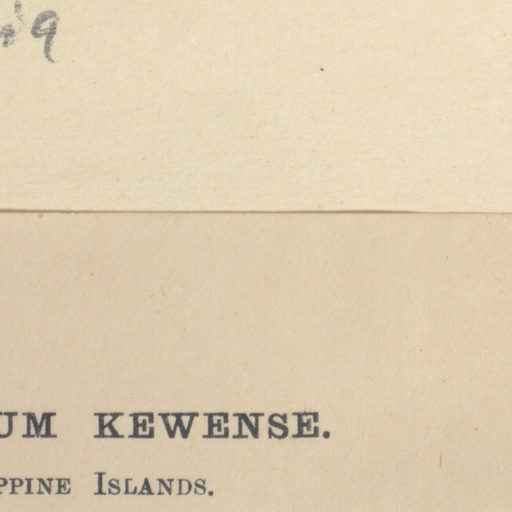 9
UM KEWENSE.
PPINE ISLANDS.